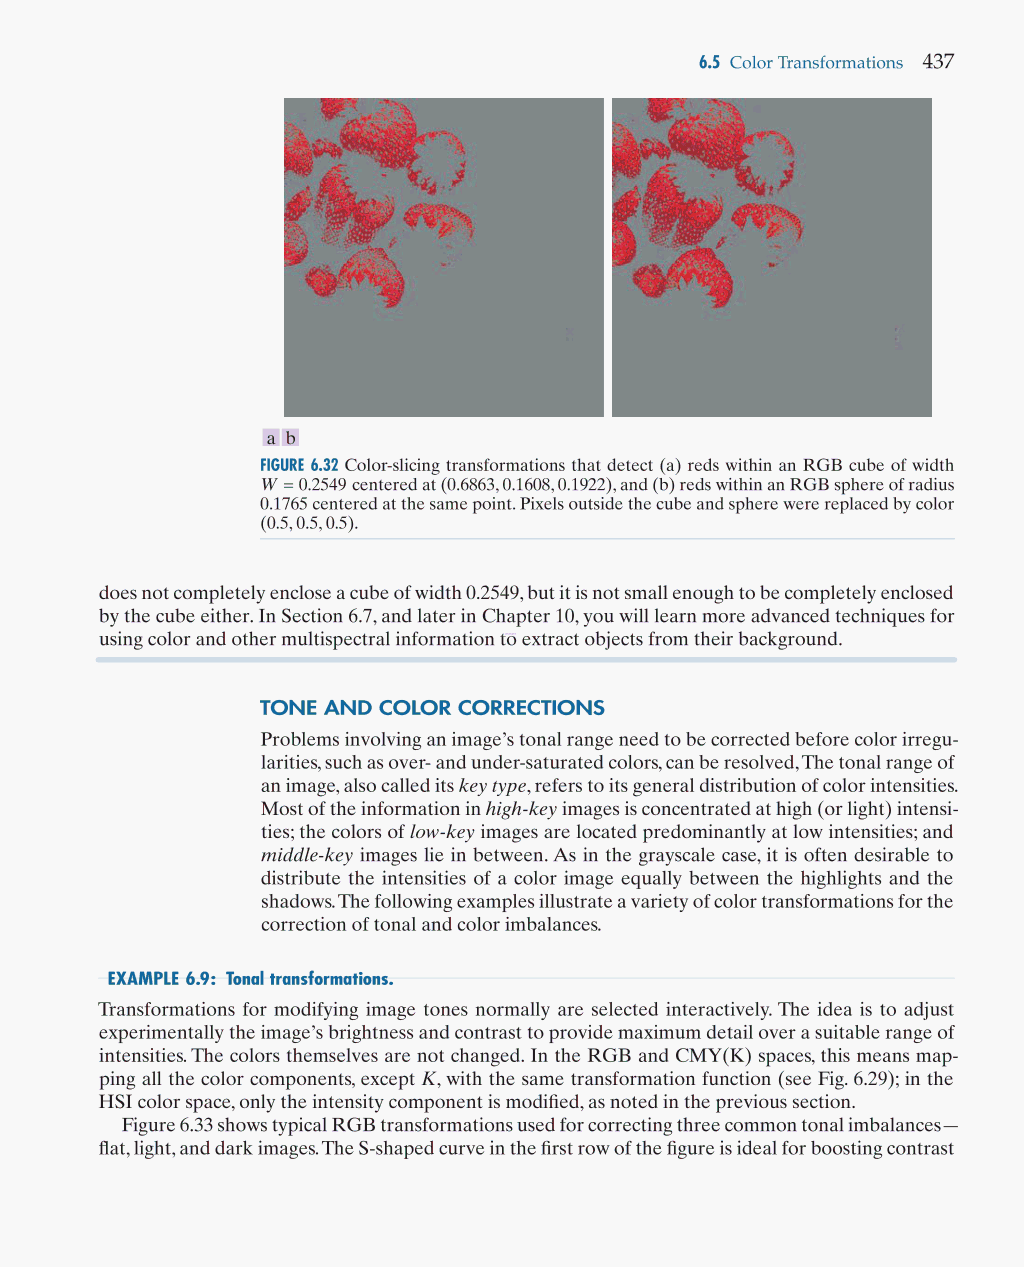 6.5 Color Transformations 437
a b
FIGURE 6.32 Color-slicing transformations that detect (a) reds within an RGB cube of width
W = 0.2549 centered at (0.6863, 0.1608, 0.1922), and (b) reds within an RGB sphere of radius
0.1765 centered at the same point. Pixels outside the cube and sphere were replaced by color
(0.5, 0.5, 0.5).
does not completely enclose a cube of width 0.2549, but it is not small enough to be completely enclosed
by the cube either. In Section 6.7, and later in Chapter 10, you will learn more advanced techniques for
using color and other multispectral information to extract objects from their background.
TONE AND COLOR CORRECTIONS
Problems involving an image's tonal range need to be corrected before color irregu-
larities, such as over- and under-saturated colors, can be resolved, The tonal range of
an image, also called its key type, refers to its general distribution of color intensities.
Most of the information in high-key images is concentrated at high (or light) intensi-
ties; the colors of low-key images are located predominantly at low intensities; and
middle-key images lie in between. As in the grayscale case, it is often desirable to
distribute the intensities of a color image equally between the highlights and the
shadows. The following examples illustrate a variety of color transformations for the
correction of tonal and color imbalances.
EXAMPLE 6.9: Tonal transformations.
Transformations for modifying image tones normally are selected interactively. The idea is to adjust
experimentally the image's brightness and contrast to provide maximum detail over a suitable range of
intensities. The colors themselves are not changed. In the RGB and CMY(K) spaces, this means map-
ping all the color components, except K, with the same transformation function (see Fig. 6.29); in the
HSI color space, only the intensity component is modified, as noted in the previous section.
Figure 6.33 shows typical RGB transformations used for correcting three common tonal imbalances—
flat, light, and dark images. The S-shaped curve in the first row of the figure is ideal for boosting contrast